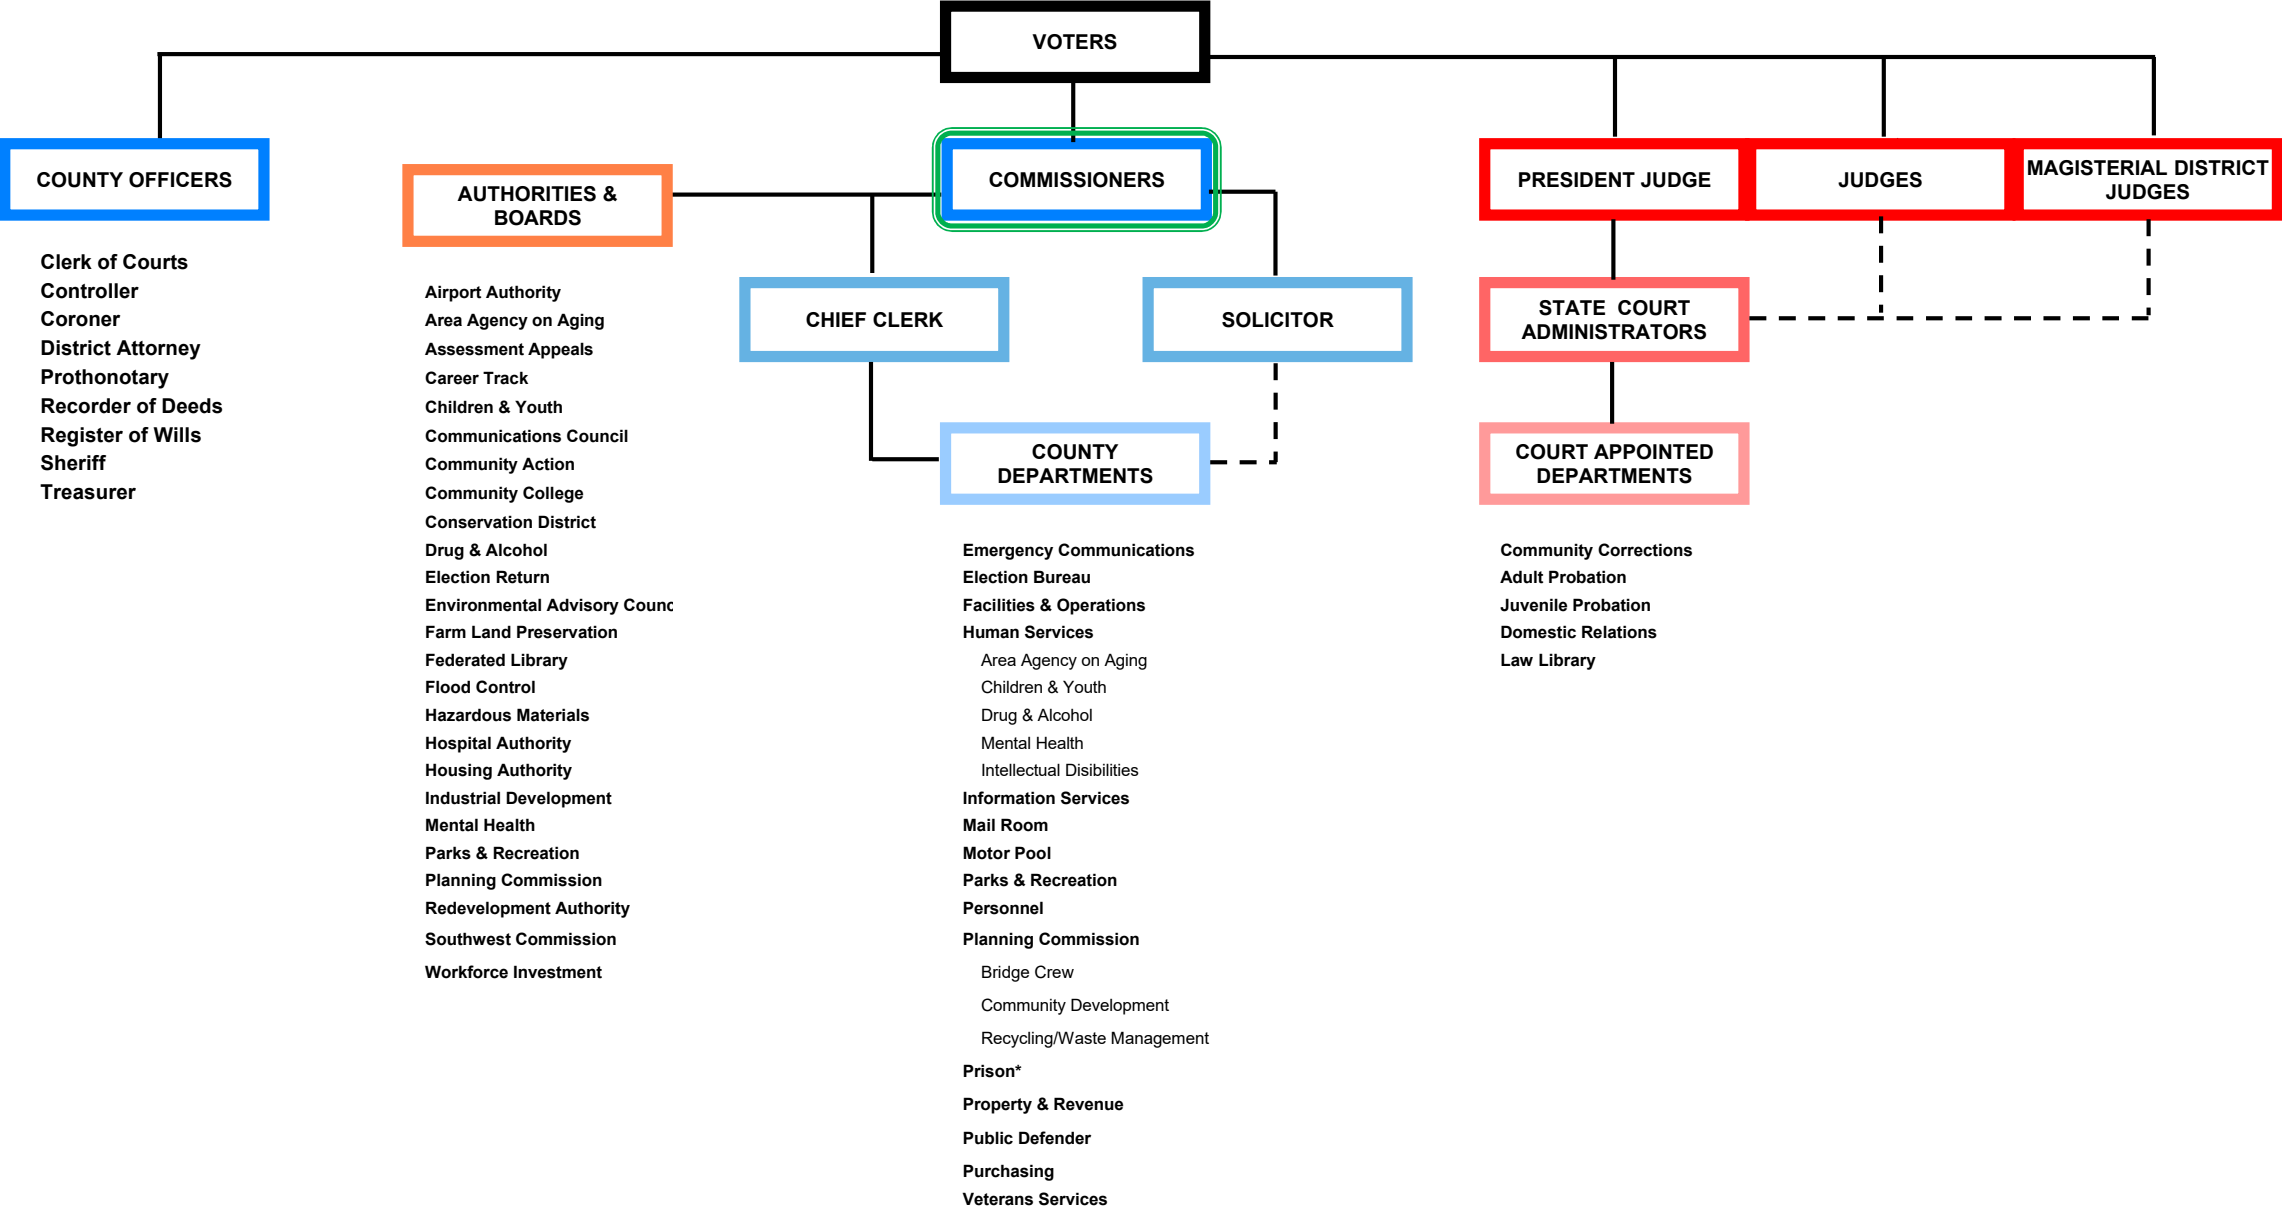 VOTERS
COUNTY OFFICERS
Clerk of Courts
Controller
Coroner
District Attorney
Prothonotary
Recorder of Deeds
Register of Wills
Sheriff
Treasurer
AUTHORITIES &
BOARDS
Airport Authority
Area Agency on Aging
Assessment Appeals
Career Track
Children & Youth
Communications Council
Community Action
Community College
Conservation District
Drug & Alcohol
Election Return
Environmental Advisory Counc
Farm Land Preservation
Federated Library
Flood Control
Hazardous Materials
Hospital Authority
Housing Authority
Industrial Development
Mental Health
Parks & Recreation
Planning Commission
Redevelopment Authority
Southwest Commission
Workforce Investment
COMMISSIONERS
CHIEF CLERK
SOLICITOR
COUNTY
DEPARTMENTS
Emergency Communications
Election Bureau
Facilities & Operations
Human Services
Area Agency on Aging
Children & Youth
Drug & Alcohol
Mental Health
Intellectual Disibilities
Information Services
Mail Room
Motor Pool
Parks & Recreation
Personnel
Planning Commission
Bridge Crew
Community Development
Recycling/Waste Management
Prison*
Property & Revenue
Public Defender
Purchasing
Veterans Services
PRESIDENT JUDGE
JUDGES
MAGISTERIAL DISTRICT
JUDGES
STATE COURT
ADMINISTRATORS
COURT APPOINTED
DEPARTMENTS
Community Corrections
Adult Probation
Juvenile Probation
Domestic Relations
Law Library